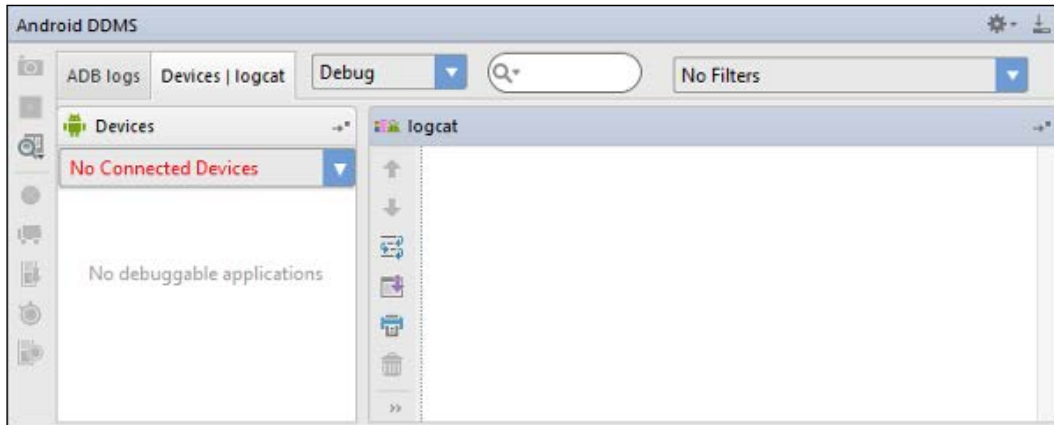 Android DDMS
ADB logs Devices | logcat Debug No Filters
Devices logcat
No Connected Devices
No debuggable applications